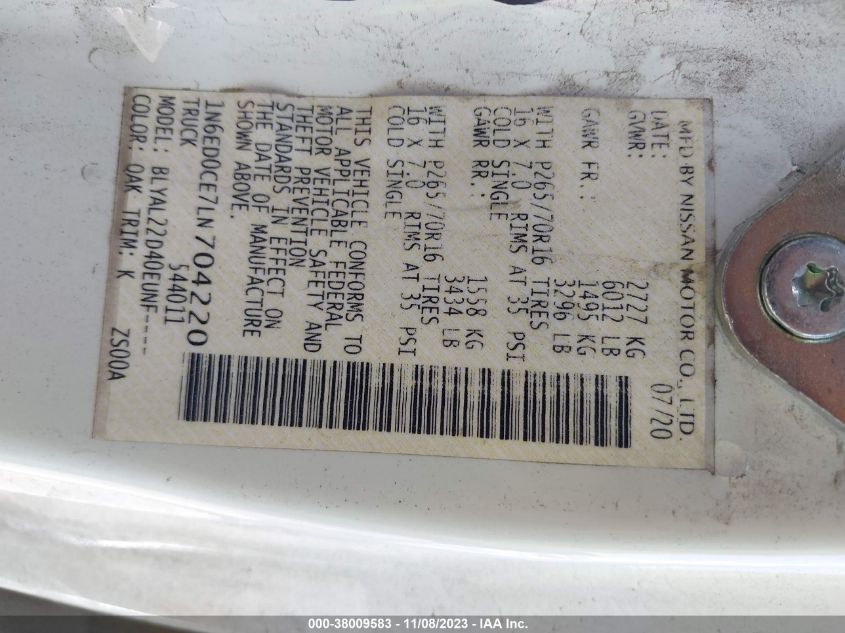 MFD BY NISSAN MOTOR CO., LTD.
DATE: 07/20
GVWR: 2727 KG
6012 LB
GAWR FR.: 1495 KG
3296 LB
WITH P265/70R16 TIRES
16 X 7.0 RIMS AT 35 PSI
COLD SINGLE
GAWR RR.: 1558 KG
3434 LB
WITH P265/70R16 TIRES
16 X 7.0 RIMS AT 35 PSI
COLD SINGLE
THIS VEHICLE CONFORMS TO
ALL APPLICABLE FEDERAL
MOTOR VEHICLE SAFETY AND
THEFT PREVENTION
STANDARDS IN EFFECT ON
THE DATE OF MANUFACTURE
SHOWN ABOVE.
1N6ED0CE7LN704220
TRUCK 544011
MODEL: BLYAL22D40EUNF----
COLOR: QAK TRIM: K ZS00A
000-38009583 - 11/08/2023 - IAA Inc.